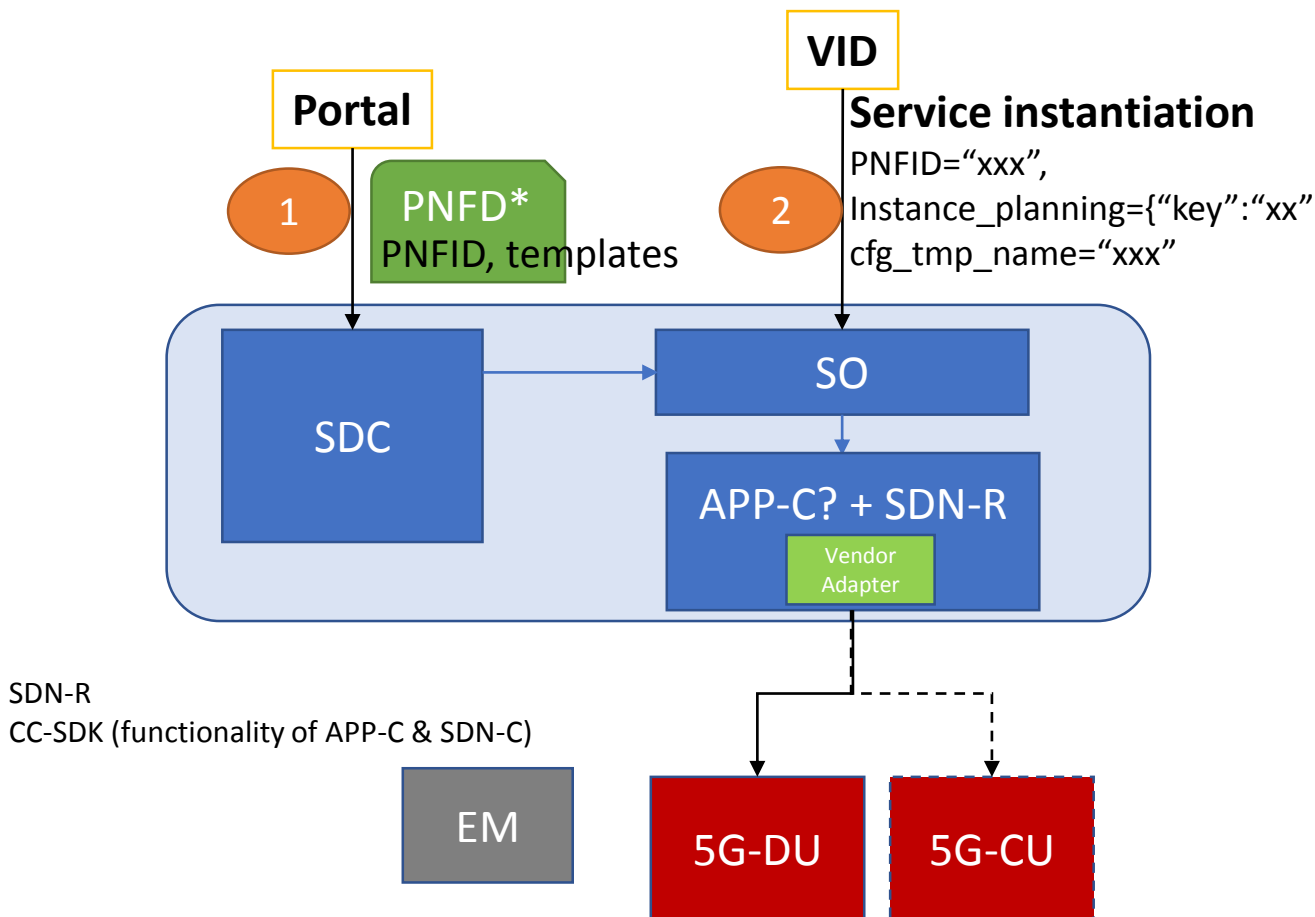 VID
Portal
Service instantiation
PNFID=“xxx”,
Instance_planning={“key”:“xx”
cfg_tmp_name=“xxx”
1
PNFD*
PNFID, templates
2
SDC
SO
APP-C? + SDN-R
Vendor
Adapter
SDN-R
CC-SDK (functionality of APP-C & SDN-C)
EM
5G-DU
5G-CU